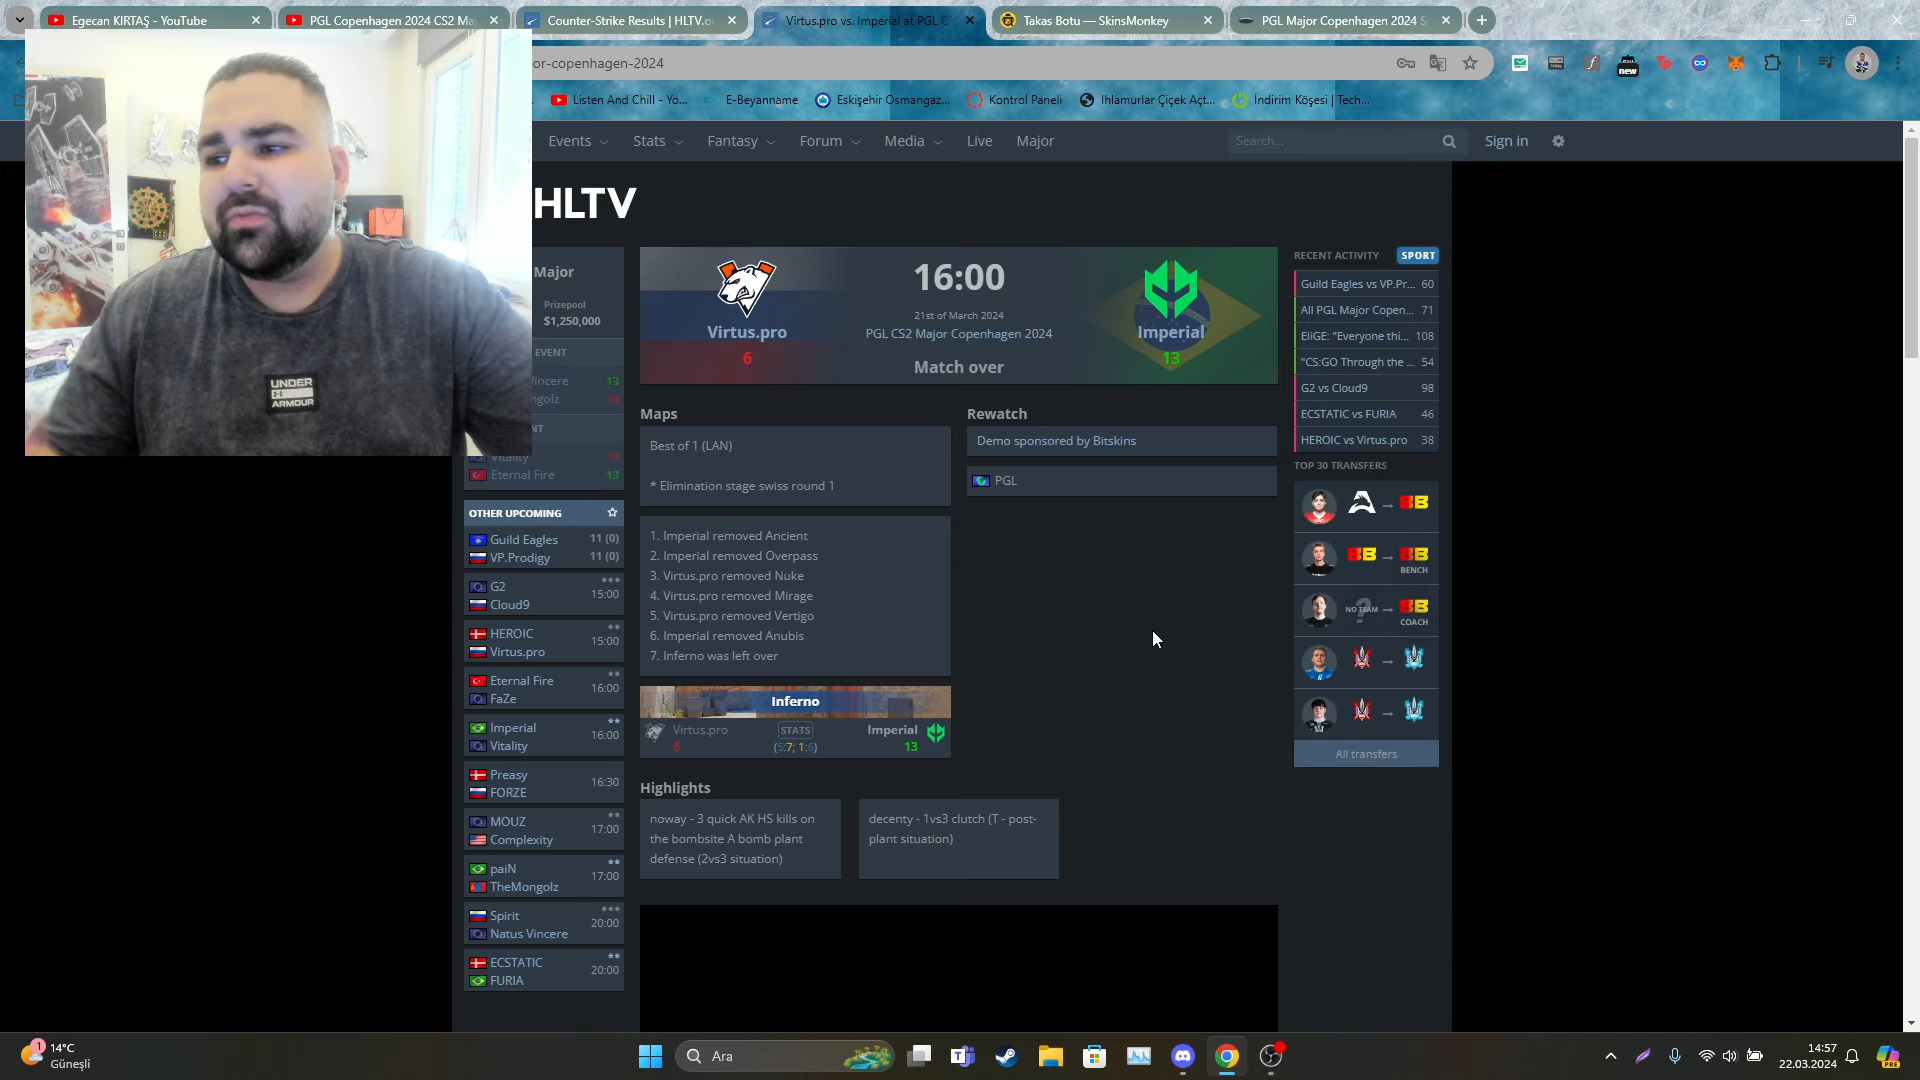 Egecan KIRTAŞ - YouTube
PGL Copenhagen 2024 CS2 Ma
Counter-Strike Results | HLTV.or
Virtus.pro vs. Imperial at PGL C
Takas Botu — SkinsMonkey
PGL Major Copenhagen 2024 S
or-copenhagen-2024
new
Listen And Chill - Yo...
E-Beyanname
Eskişehir Osmangaz...
Kontrol Paneli
Ihlamurlar Çiçek Açt...
İndirim Köşesi | Tech...
Events
Stats
Fantasy
Forum
Media
Live
Major
Search...
Sign in
HLTV
UNDER
ARMOUR
Major
Prizepool
$1,250,000
EVENT
Vincere 13
ngolz
NT
Vitality
Eternal Fire 13
OTHER UPCOMING
Guild Eagles 11 (0)
VP.Prodigy 11 (0)
G2
15:00
Cloud9
HEROIC
15:00
Virtus.pro
Eternal Fire
16:00
FaZe
Imperial
16:00
Vitality
Preasy
16:30
FORZE
MOUZ
17:00
Complexity
paiN
17:00
TheMongolz
Spirit
20:00
Natus Vincere
ECSTATIC
20:00
FURIA
Virtus.pro
6
16:00
21st of March 2024
PGL CS2 Major Copenhagen 2024
Match over
Imperial
13
Maps
Best of 1 (LAN)
* Elimination stage swiss round 1
1. Imperial removed Ancient
2. Imperial removed Overpass
3. Virtus.pro removed Nuke
4. Virtus.pro removed Mirage
5. Virtus.pro removed Vertigo
6. Imperial removed Anubis
7. Inferno was left over
Inferno
Virtus.pro STATS Imperial
6 (5:7; 1:6) 13
Rewatch
Demo sponsored by Bitskins
PGL
Highlights
noway - 3 quick AK HS kills on
the bombsite A bomb plant
defense (2vs3 situation)
decenty - 1vs3 clutch (T - post-
plant situation)
RECENT ACTIVITY SPORT
Guild Eagles vs VP.Pr... 60
All PGL Major Copen... 71
EliGE: "Everyone thi... 108
"CS:GO Through the ... 54
G2 vs Cloud9 98
ECSTATIC vs FURIA 46
HEROIC vs Virtus.pro 38
TOP 30 TRANSFERS
BB
BB BB
BENCH
NO TEAM ? BB
COACH
All transfers
1
14°C
Güneşli
Ara
14:57
22.03.2024
PRE